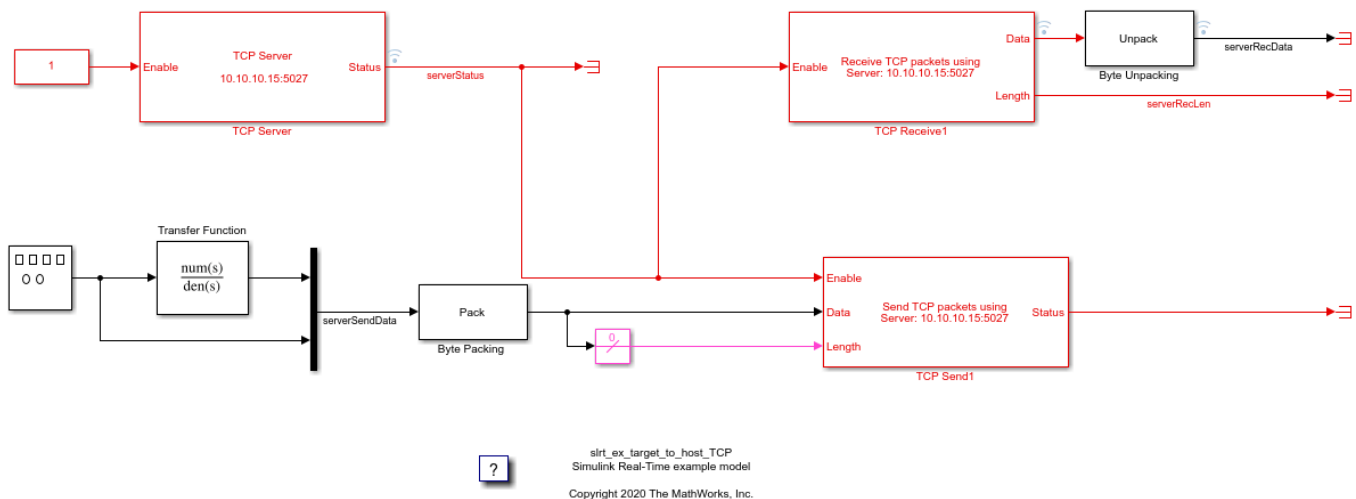 1
Enable
TCP Server
10.10.10.15:5027
Status
TCP Server
serverStatus
Enable
Receive TCP packets using
Server: 10.10.10.15:5027
Data
Length
TCP Receive1
Unpack
Byte Unpacking
serverRecData
serverRecLen
Transfer Function
num(s)
den(s)
serverSendData
Pack
Byte Packing
0
Enable
Data
Length
Send TCP packets using
Server: 10.10.10.15:5027
Status
TCP Send1
?
slrt_ex_target_to_host_TCP
Simulink Real-Time example model
Copyright 2020 The MathWorks, Inc.